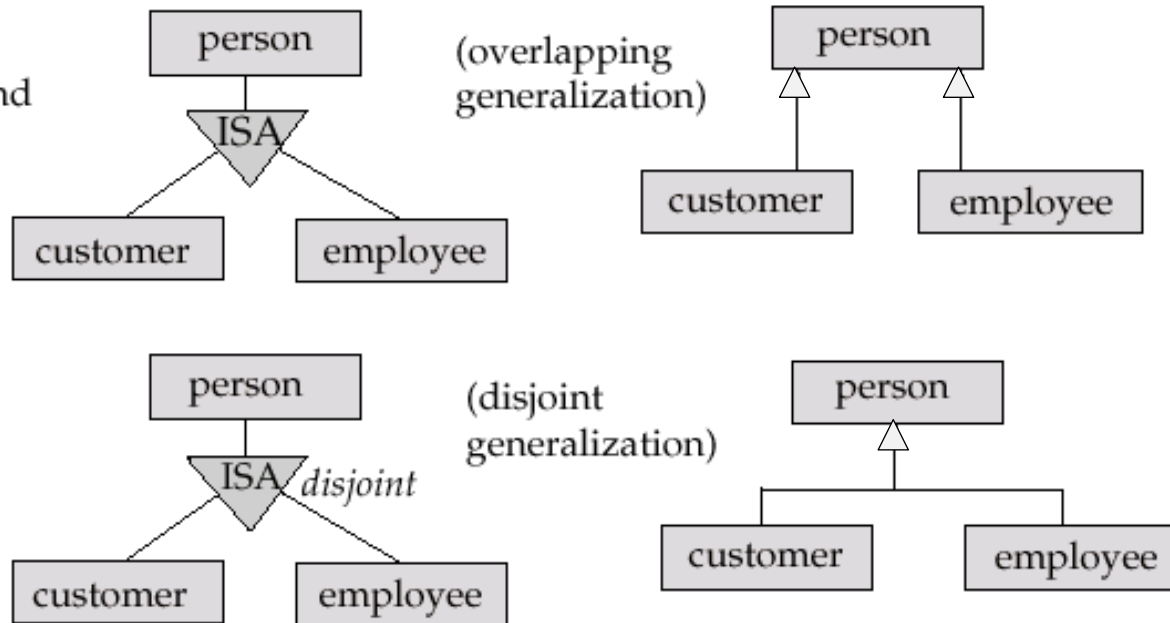 person
(overlapping
generalization)
person
nd
ISA
customer
employee
customer
employee
person
(disjoint
generalization)
person
ISA
disjoint
customer
employee
customer
employee